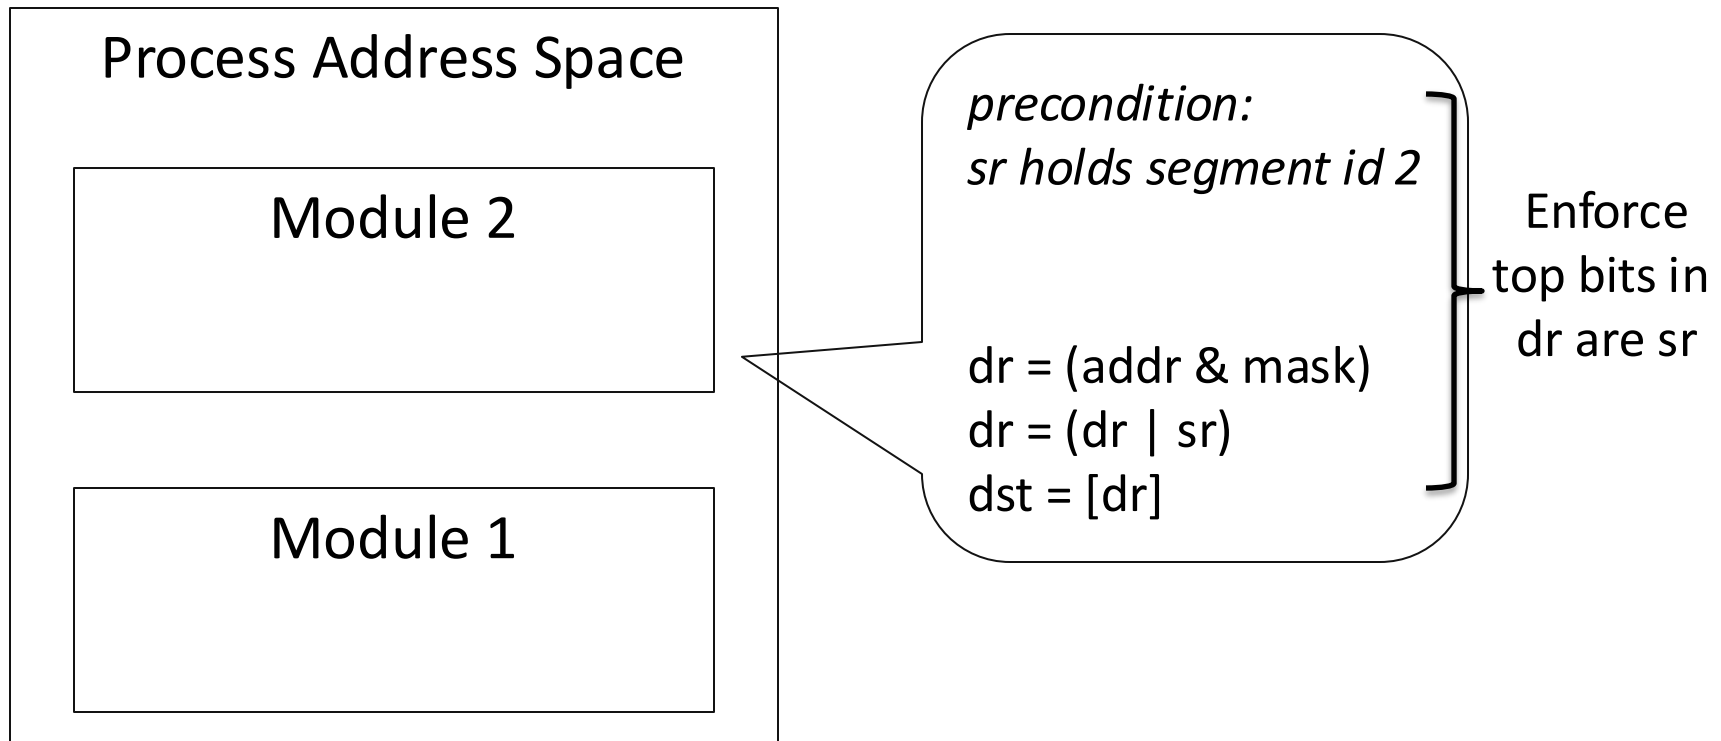 Process Address Space
Module 2
Module 1
precondition:
sr holds segment id 2
dr = (addr & mask)
dr = (dr | sr)
dst = [dr]
Enforce
top bits in
dr are sr